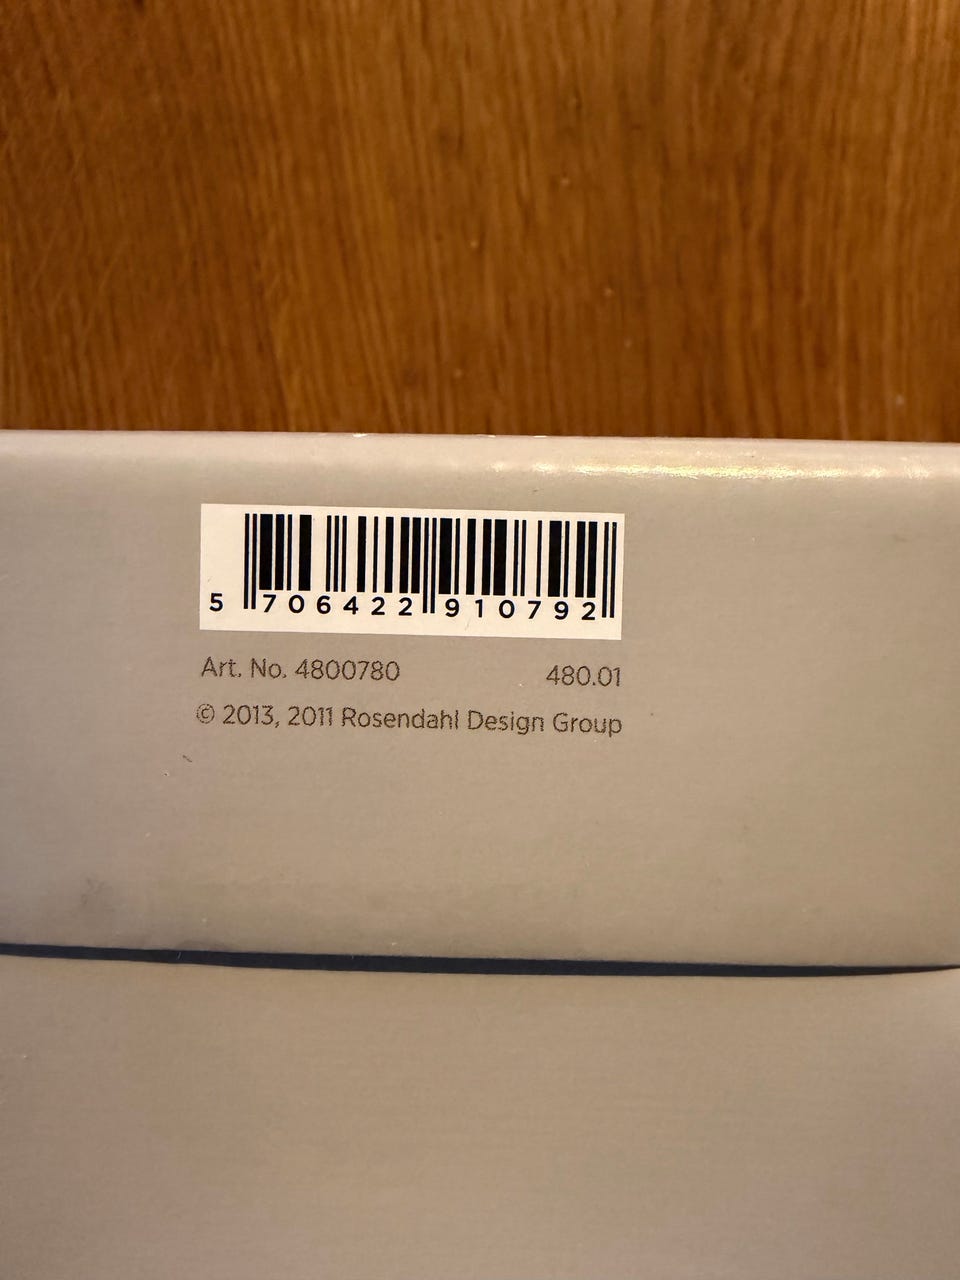 5 706422 910792
Art. No. 4800780 480.01
© 2013, 2011 Rosendahl Design Group